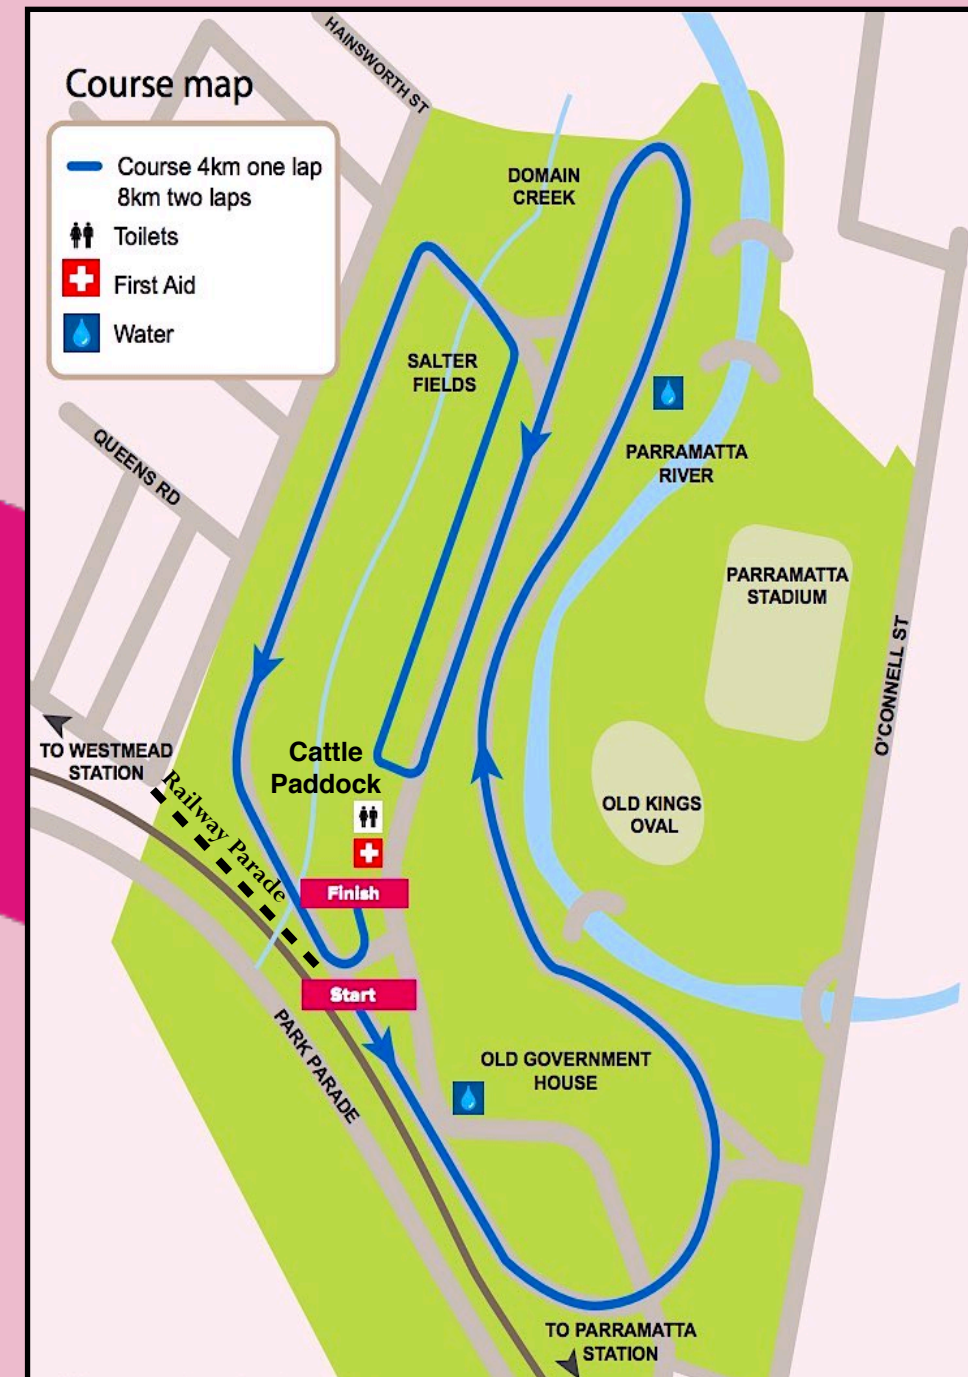 HAINSWORTH ST
Course map
Course 4km one lap
8km two laps
Toilets
First Aid
Water
DOMAIN
CREEK
SALTER
FIELDS
QUEENS RD
PARRAMATTA
RIVER
PARRAMATTA
STADIUM
O'CONNELL ST
TO WESTMEAD
STATION
Railway Parade
Cattle
Paddock
OLD KINGS
OVAL
Finish
Start
PARK PARADE
OLD GOVERNMENT
HOUSE
TO PARRAMATTA
STATION